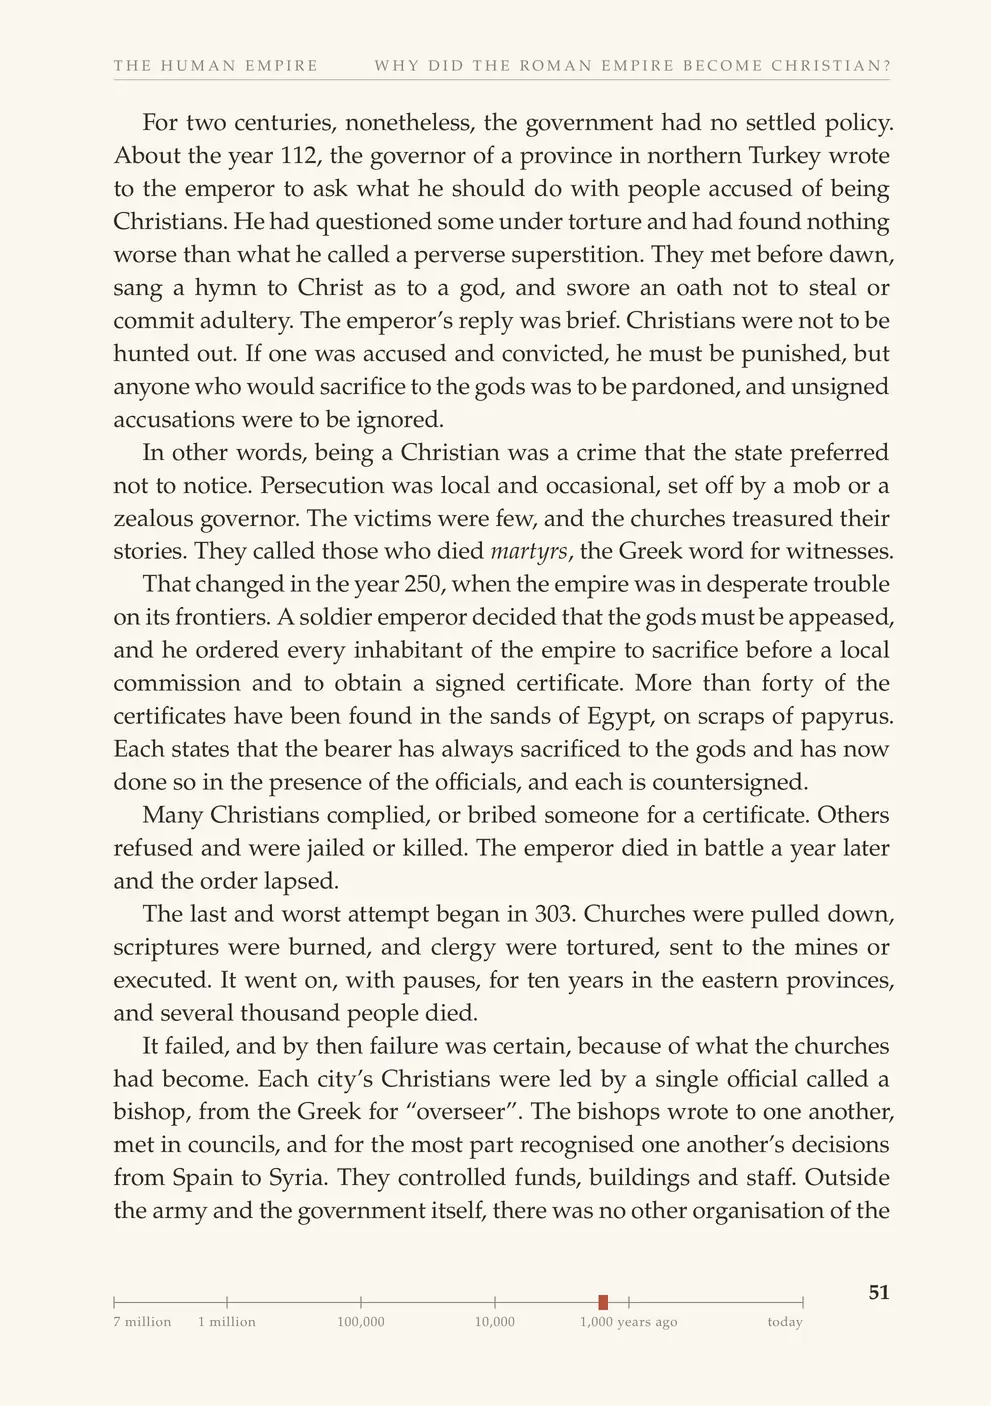 THE HUMAN EMPIRE WHY DID THE ROMAN EMPIRE BECOME CHRISTIAN?
For two centuries, nonetheless, the government had no settled policy.
About the year 112, the governor of a province in northern Turkey wrote
to the emperor to ask what he should do with people accused of being
Christians. He had questioned some under torture and had found nothing
worse than what he called a perverse superstition. They met before dawn,
sang a hymn to Christ as to a god, and swore an oath not to steal or
commit adultery. The emperor’s reply was brief. Christians were not to be
hunted out. If one was accused and convicted, he must be punished, but
anyone who would sacrifice to the gods was to be pardoned, and unsigned
accusations were to be ignored.
In other words, being a Christian was a crime that the state preferred
not to notice. Persecution was local and occasional, set off by a mob or a
zealous governor. The victims were few, and the churches treasured their
stories. They called those who died martyrs, the Greek word for witnesses.
That changed in the year 250, when the empire was in desperate trouble
on its frontiers. A soldier emperor decided that the gods must be appeased,
and he ordered every inhabitant of the empire to sacrifice before a local
commission and to obtain a signed certificate. More than forty of the
certificates have been found in the sands of Egypt, on scraps of papyrus.
Each states that the bearer has always sacrificed to the gods and has now
done so in the presence of the officials, and each is countersigned.
Many Christians complied, or bribed someone for a certificate. Others
refused and were jailed or killed. The emperor died in battle a year later
and the order lapsed.
The last and worst attempt began in 303. Churches were pulled down,
scriptures were burned, and clergy were tortured, sent to the mines or
executed. It went on, with pauses, for ten years in the eastern provinces,
and several thousand people died.
It failed, and by then failure was certain, because of what the churches
had become. Each city’s Christians were led by a single official called a
bishop, from the Greek for “overseer”. The bishops wrote to one another,
met in councils, and for the most part recognised one another’s decisions
from Spain to Syria. They controlled funds, buildings and staff. Outside
the army and the government itself, there was no other organisation of the
51
7 million 1 million 100,000 10,000 1,000 years ago today